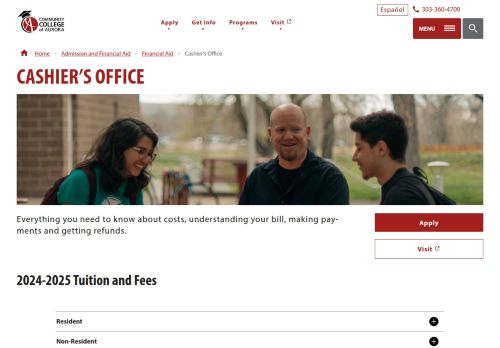 Español
303-360-4700
COMMUNITY
COLLEGE
of AURORA
Apply
Get Info
Programs
Visit
MENU
Home
Admission and Financial Aid
Financial Aid
Cashier's Office
CASHIER'S OFFICE
Everything you need to know about costs, understanding your bill, making pay-
ments and getting refunds.
Apply
Visit
2024-2025 Tuition and Fees
Resident
Non-Resident